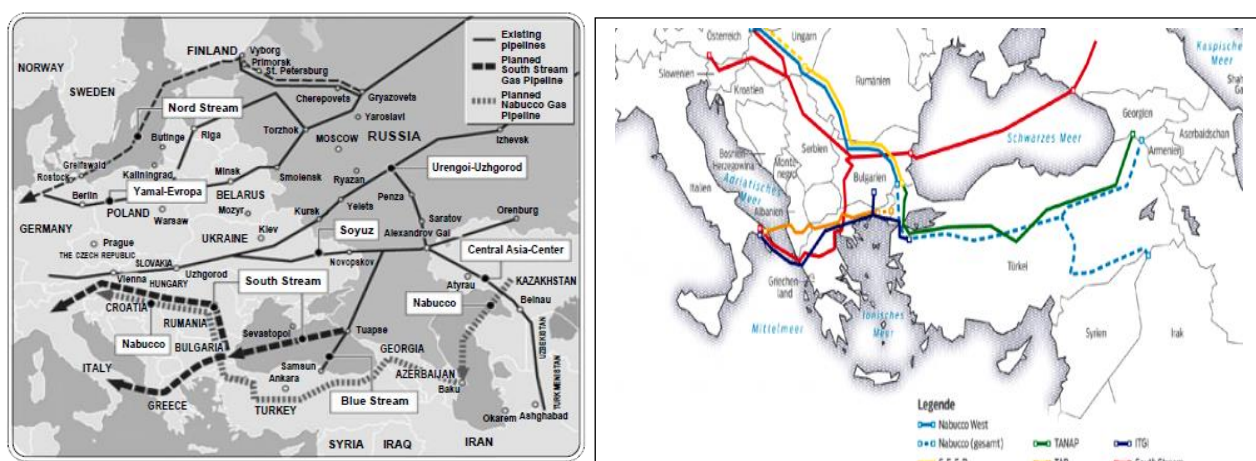 FINLAND
Vyborg
Primorsk
St. Petersburg
NORWAY
SWEDEN
Existing
pipelines
Planned
South Stream
Gas Pipeline
Planned
Nabucco Gas
Pipeline
Cherepovets
Gryazovets
Yaroslavl
Nord Stream
Butinge
Riga
Torzhok
MOSCOW
RUSSIA
Izhevsk
Greifswald
Rostock
Kaliningrad
Minsk
Smolensk
Ryazan
Urengoi-Uzhgorod
Berlin
Yamal-Evropa
BELARUS
POLAND
Warsaw
Mozyr
Kursk
Yelets
Penza
Saratov
Orenburg
GERMANY
Prague
THE CZECH REPUBLIC
UKRAINE
Kiev
Soyuz
Alexandrov Gai
SLOVAKIA
Uzhgorod
Novopskov
Central Asia-Center
Vienna
HUNGARY
South Stream
Atyrau
KAZAKHSTAN
CROATIA
RUMANIA
Nabucco
Beinau
Sevastopol
Tuapse
Nabucco
BULGARIA
GEORGIA
UZBEKISTAN
ITALY
Samsun
Ankara
AZERBAIJAN
Baku
TURKMENISTAN
GREECE
TURKEY
Blue Stream
Okarem
Ashghabad
SYRIA
IRAQ
IRAN
Österreich
Ungarn
Slowenien
Kroatien
Rumänien
Kaspische
Meer
Bosnien-
Herzegowina
Serbien
Monte-
negro
Schwarzes Meer
Georgien
Aserbaidschan
Armenien
Italien
Adriatisches
Meer
Bulgarien
Albanien
Griechen-
land
Türkei
Mittelmeer
Ionisches
Meer
Syrien
Irak
Legende
Nabucco West
Nabucco (gesamt)
TANAP
ITGI